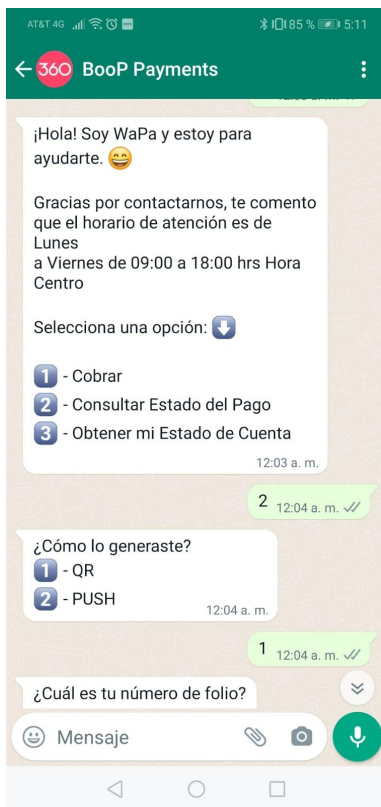 AT&T 4G 85 % 5:11
360 BooP Payments
¡Hola! Soy WaPa y estoy para
ayudarte. 😄
Gracias por contactarnos, te comento
que el horario de atención es de
Lunes
a Viernes de 09:00 a 18:00 hrs Hora
Centro
Selecciona una opción: ⬇️
1 - Cobrar
2 - Consultar Estado del Pago
3 - Obtener mi Estado de Cuenta
12:03 a. m.
2 12:04 a. m.
¿Cómo lo generaste?
1 - QR
2 - PUSH
12:04 a. m.
1 12:04 a. m.
¿Cuál es tu número de folio?
Mensaje